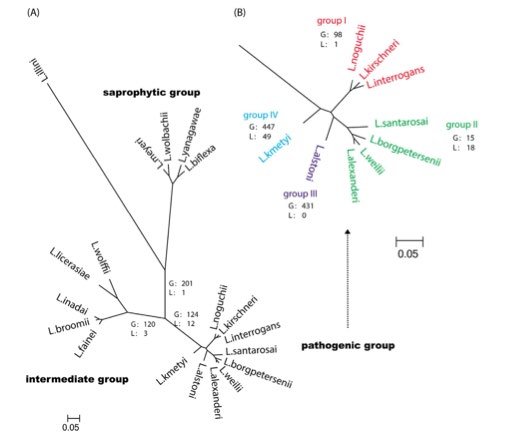 (A)
(B)
L.illini
saprophytic group
L.meyeri
L.wolbachii
L.yanagawae
L.biflexa
L.licerasiae
L.wolffii
L.inadai
L.broomii
L.fainei
intermediate group
G: 201
L: 1
G: 124
L: 12
G: 120
L: 3
L.noguchii
L.kirschneri
L.interrogans
L.santarosai
L.borgpetersenii
L.weilii
L.alexanderi
L.alstoni
L.kmetyi
0.05
group I
G: 98
L: 1
L.noguchii
L.kirschneri
L.interrogans
group IV
G: 447
L: 49
L.kmetyi
L.santarosai
L.borgpetersenii
L.weilii
L.alexanderi
group II
G: 15
L: 18
L.alstoni
group III
G: 431
L: 0
0.05
pathogenic group